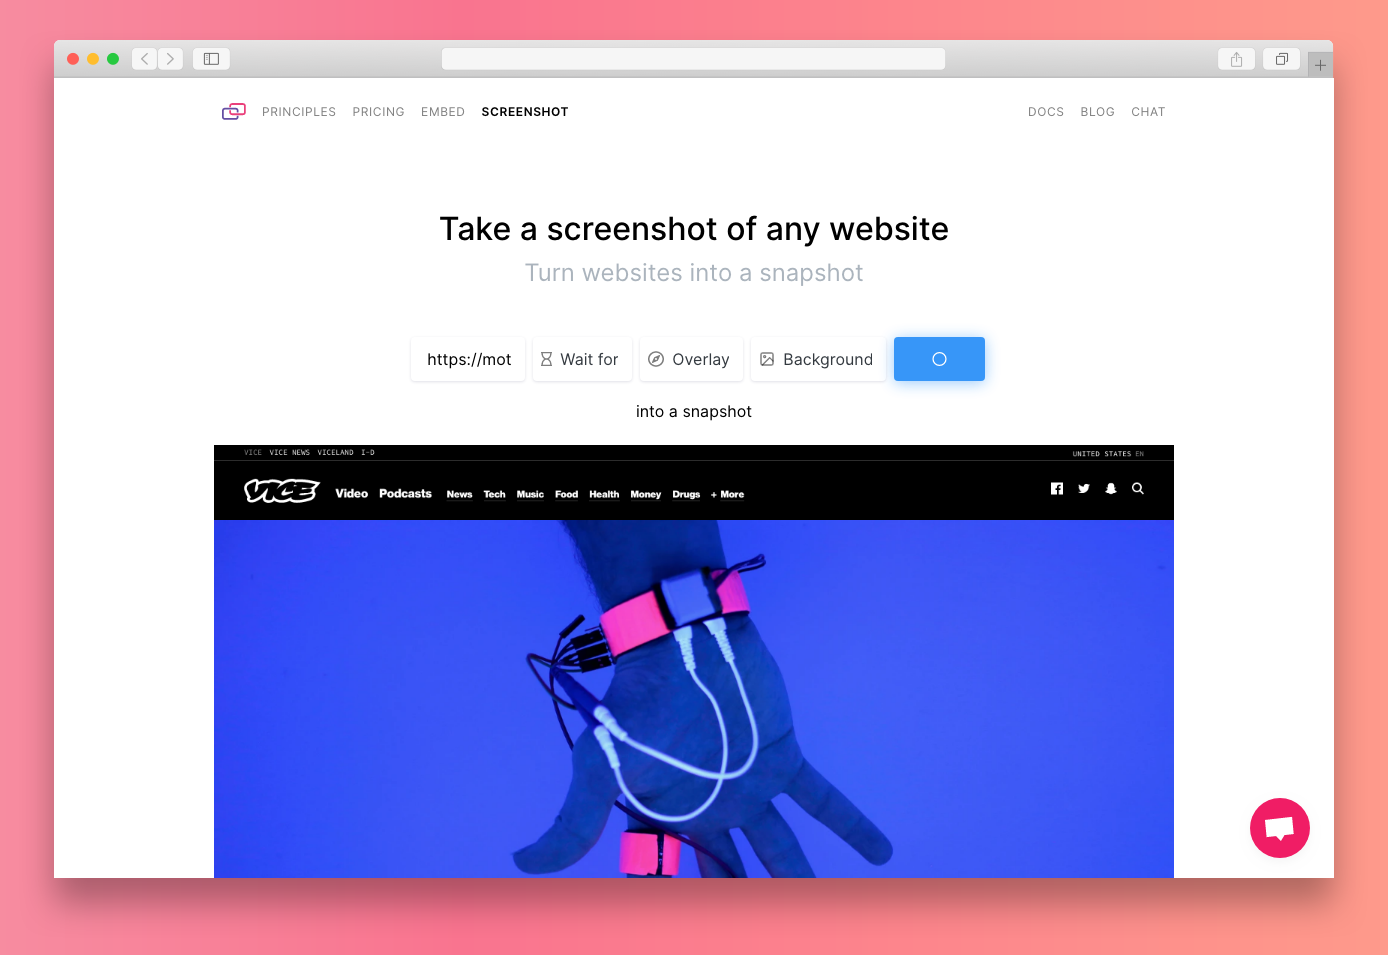 PRINCIPLES PRICING EMBED SCREENSHOT DOCS BLOG CHAT
Take a screenshot of any website
Turn websites into a snapshot
https://mot Wait for Overlay Background
into a snapshot
VICE VICE NEWS VICELAND I-D UNITED STATES EN
VICE Video Podcasts News Tech Music Food Health Money Drugs + More